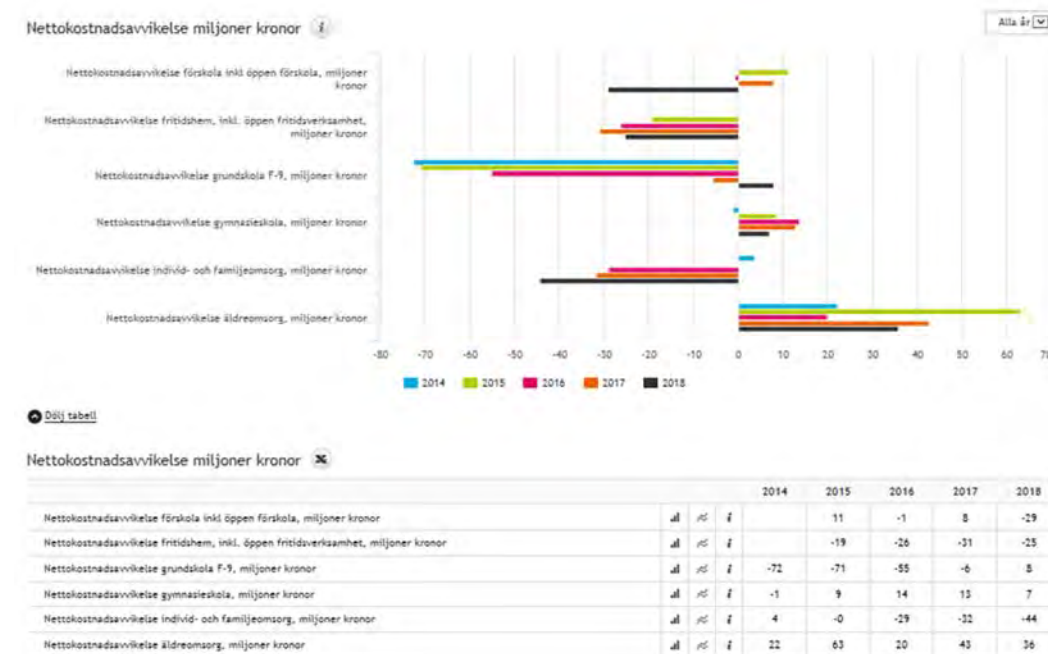 Nettokostnadsavvikelse miljoner kronor i
Alla år
Nettokostnadsavvikelse förskola inkl öppen förskola, miljoner
kronor
Nettokostnadsavvikelse fritidshem, inkl. öppen fritidsverksamhet,
miljoner kronor
Nettokostnadsavvikelse grundskola F-9, miljoner kronor
Nettokostnadsavvikelse gymnasieskola, miljoner kronor
Nettokostnadsavvikelse individ- och familjeomsorg, miljoner kronor
Nettokostnadsavvikelse äldreomsorg, miljoner kronor
-80 -70 -60 -50 -40 -30 -20 -10 0 10 20 30 40 50 60 70
2014 2015 2016 2017 2018
Dölj tabell
Nettokostnadsavvikelse miljoner kronor
2014 2015 2016 2017 2018
Nettokostnadsavvikelse förskola inkl öppen förskola, miljoner kronor i 11 -1 8 -29
Nettokostnadsavvikelse fritidshem, inkl. öppen fritidsverksamhet, miljoner kronor i -19 -26 -31 -25
Nettokostnadsavvikelse grundskola F-9, miljoner kronor i -72 -71 -55 -6 8
Nettokostnadsavvikelse gymnasieskola, miljoner kronor i -1 9 14 13 7
Nettokostnadsavvikelse individ- och familjeomsorg, miljoner kronor i 4 -0 -29 -32 -44
Nettokostnadsavvikelse äldreomsorg, miljoner kronor i 22 63 20 43 36